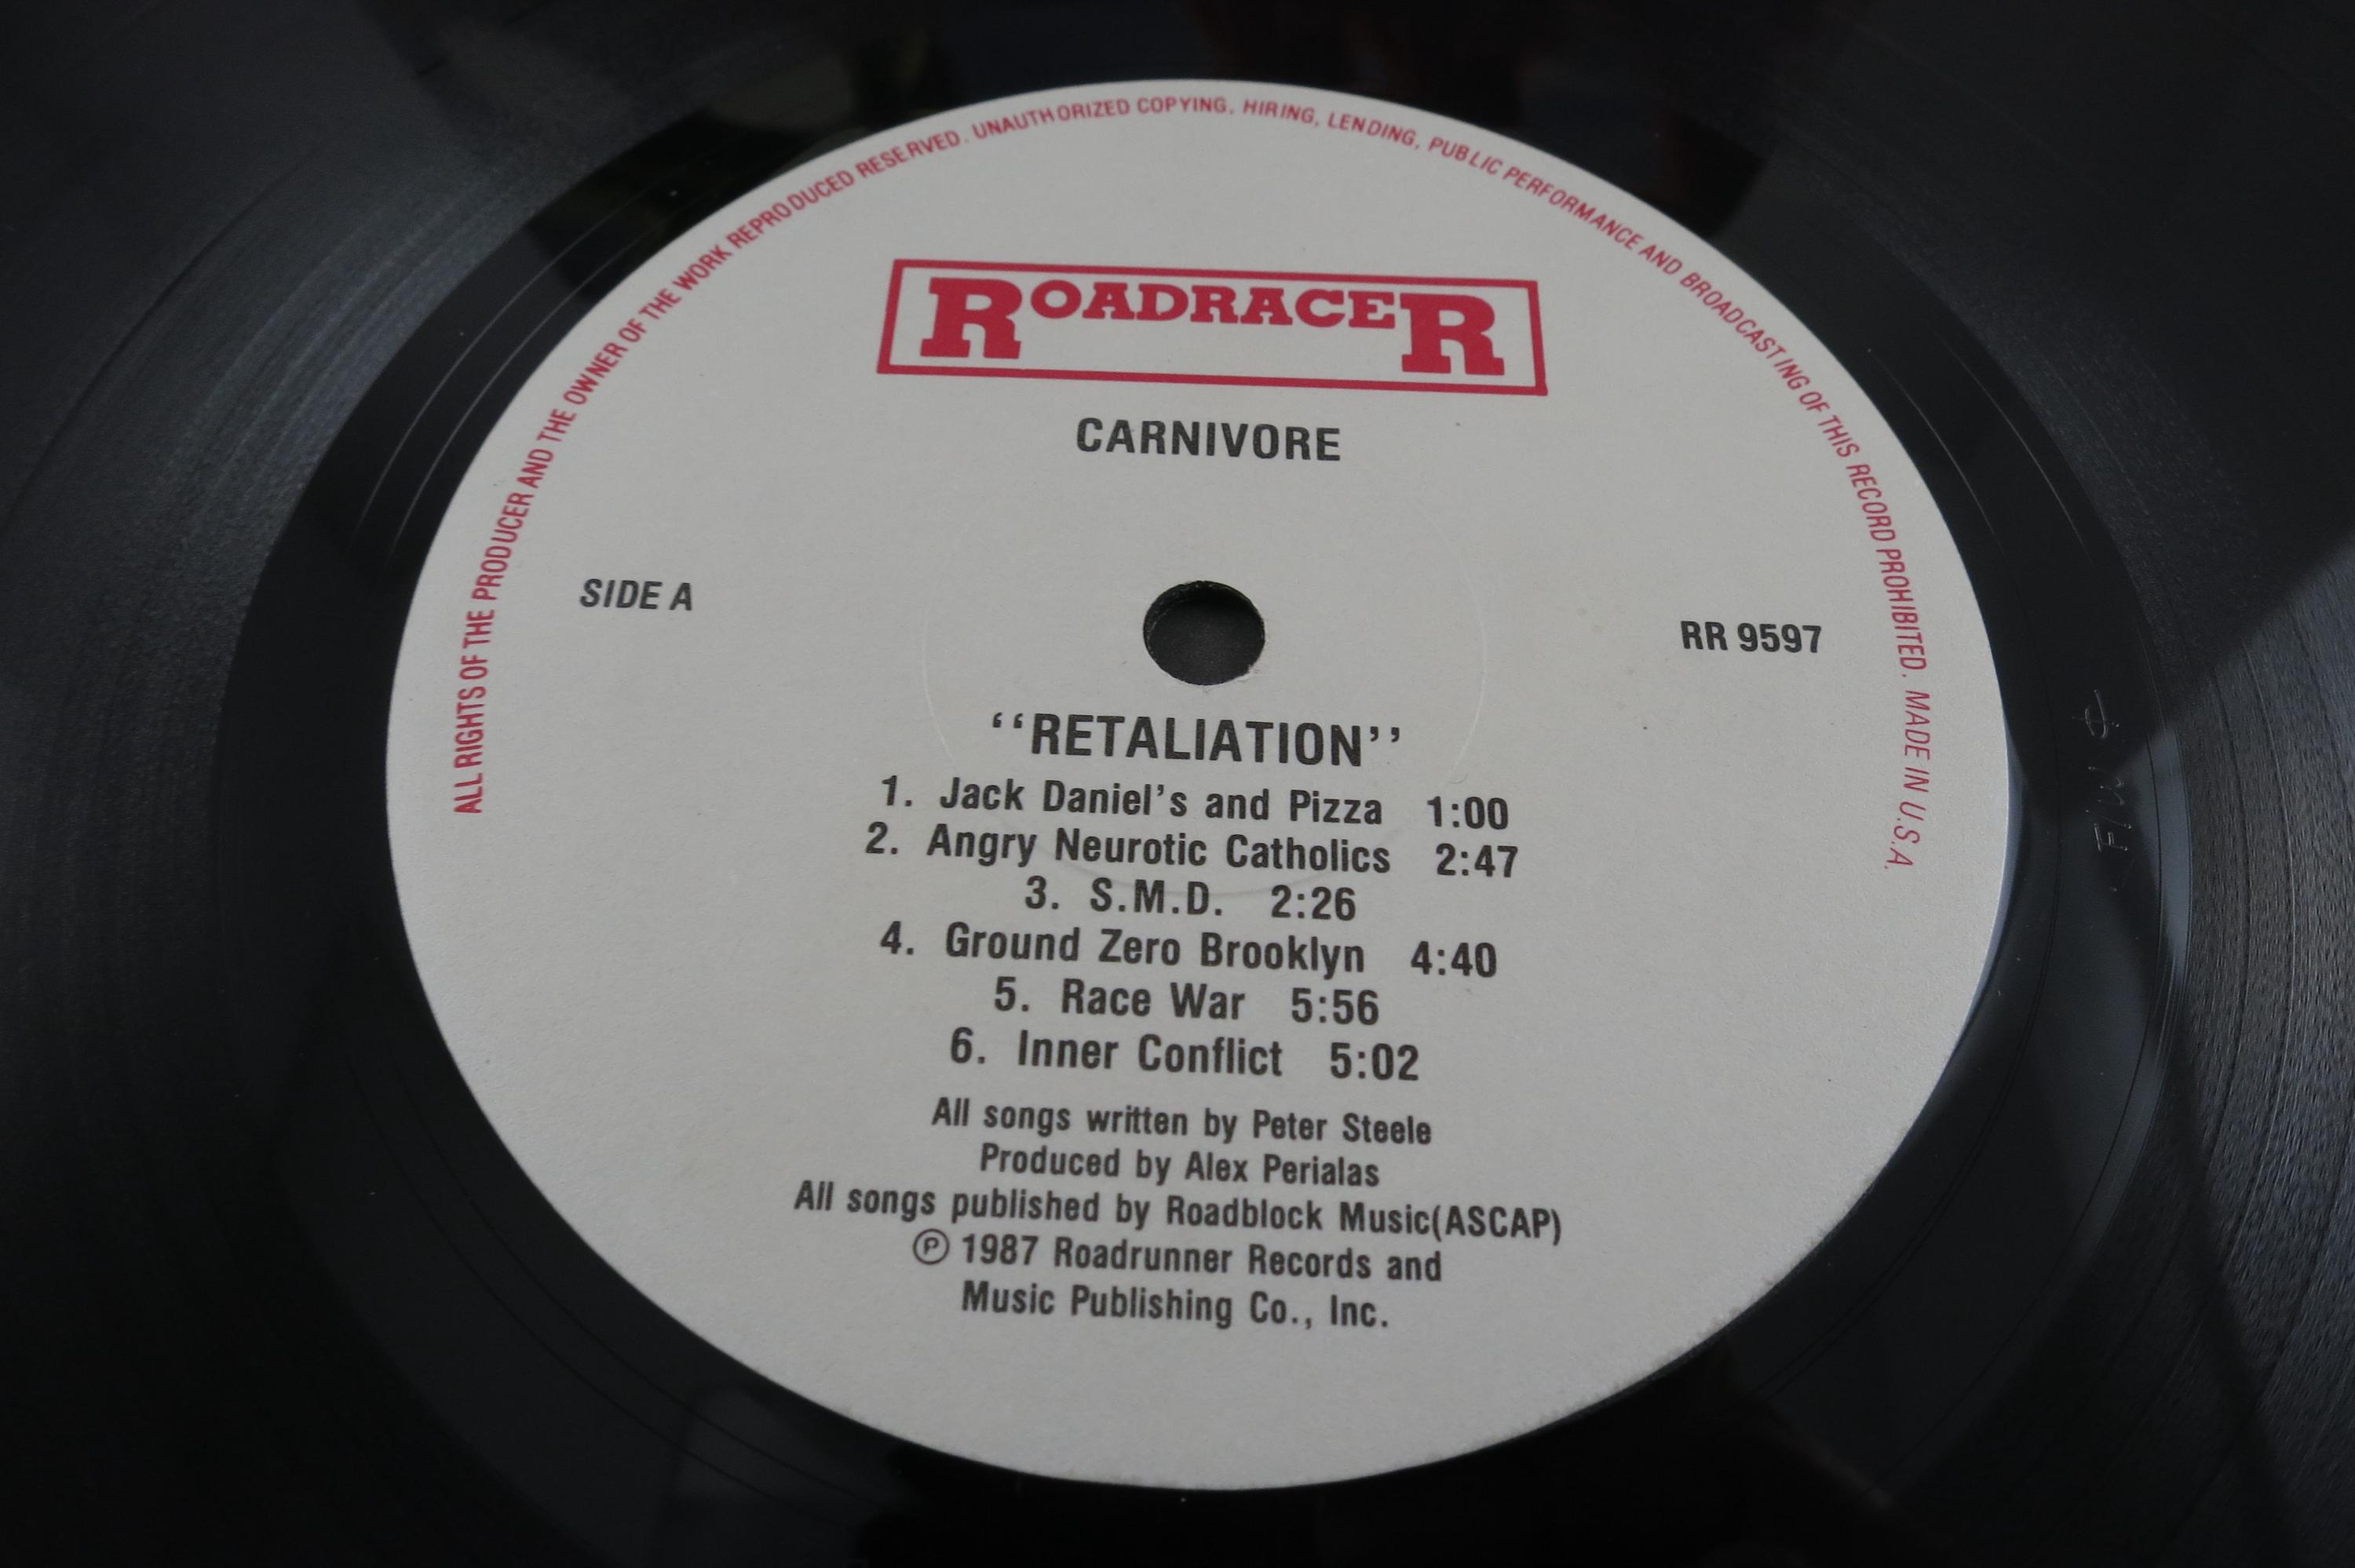 ALL RIGHTS OF THE PRODUCER AND THE OWNER OF THE WORK REPRODUCED RESERVED. UNAUTHORIZED COPYING, HIRING, LENDING, PUBLIC PERFORMANCE AND BROADCASTING OF THIS RECORD PROHIBITED. MADE IN U.S.A.
ROADRACER
CARNIVORE
SIDE A
RR 9597
‘‘RETALIATION’’
1. Jack Daniel's and Pizza 1:00
2. Angry Neurotic Catholics 2:47
3. S.M.D. 2:26
4. Ground Zero Brooklyn 4:40
5. Race War 5:56
6. Inner Conflict 5:02
All songs written by Peter Steele
Produced by Alex Perialas
All songs published by Roadblock Music(ASCAP)
Ⓟ 1987 Roadrunner Records and
Music Publishing Co., Inc.